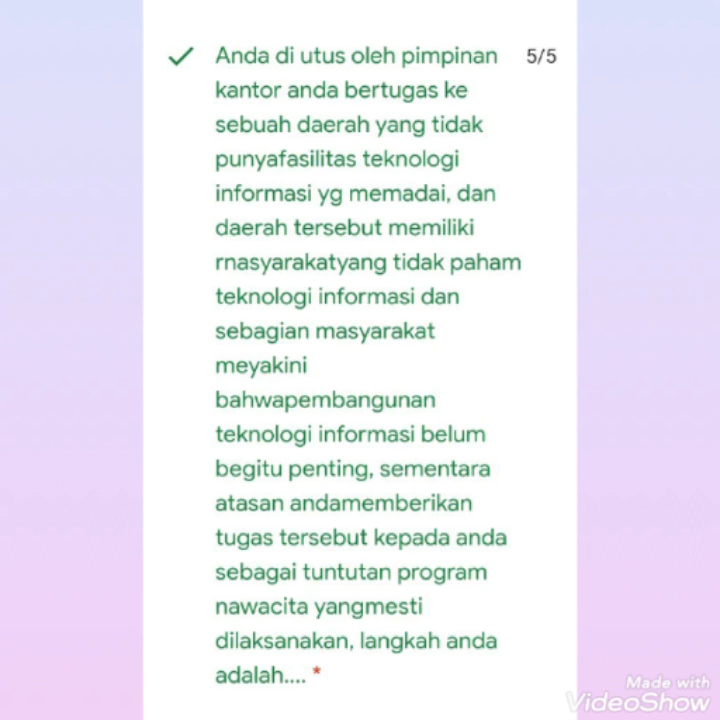 Anda di utus oleh pimpinan 5/5
kantor anda bertugas ke
sebuah daerah yang tidak
punyafasilitas teknologi
informasi yg memadai, dan
daerah tersebut memiliki
rnasyarakatyang tidak paham
teknologi informasi dan
sebagian masyarakat
meyakini
bahwapembangunan
teknologi informasi belum
begitu penting, sementara
atasan andamemberikan
tugas tersebut kepada anda
sebagai tuntutan program
nawacita yangmesti
dilaksanakan, langkah anda
adalah.... *
Made with
VideoShow